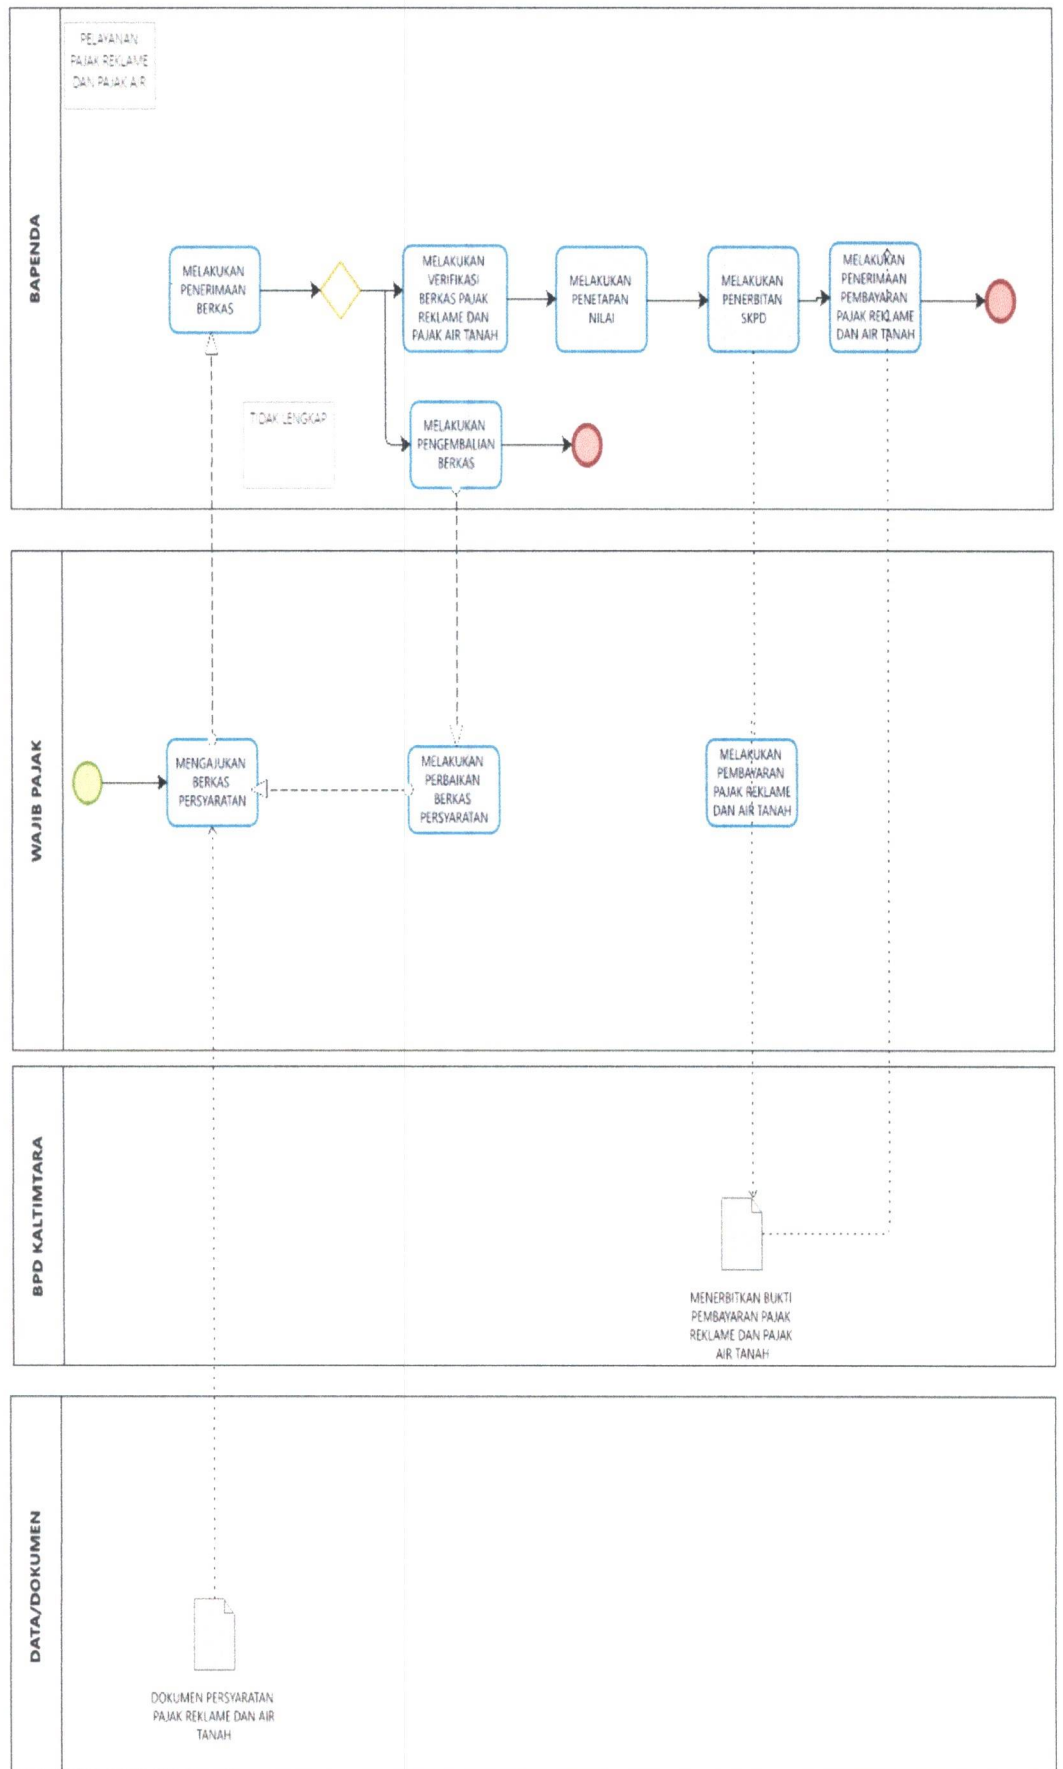 BAPENDA
PELAYANAN
PAJAK REKLAME
DAN PAJAK AIR
MELAKUKAN
PENERIMAAN
BERKAS
MELAKUKAN
VERIFIKASI
BERKAS PAJAK
REKLAME DAN
PAJAK AIR TANAH
MELAKUKAN
PENETAPAN
NILAI
MELAKUKAN
PENERBITAN
SKPD
MELAKUKAN
PENERIMAAN
PEMBAYARAN
PAJAK REKLAME
DAN AIR TANAH
TIDAK LENGKAP
MELAKUKAN
PENGEMBALIAN
BERKAS
WAJIB PAJAK
MENGAJUKAN
BERKAS
PERSYARATAN
MELAKUKAN
PERBAIKAN
BERKAS
PERSYARATAN
MELAKUKAN
PEMBAYARAN
PAJAK REKLAME
DAN AIR TANAH
BPD KALTIMTARA
MENERBITKAN BUKTI
PEMBAYARAN PAJAK
REKLAME DAN PAJAK
AIR TANAH
DATA/DOKUMEN
DOKUMEN PERSYARATAN
PAJAK REKLAME DAN AIR
TANAH